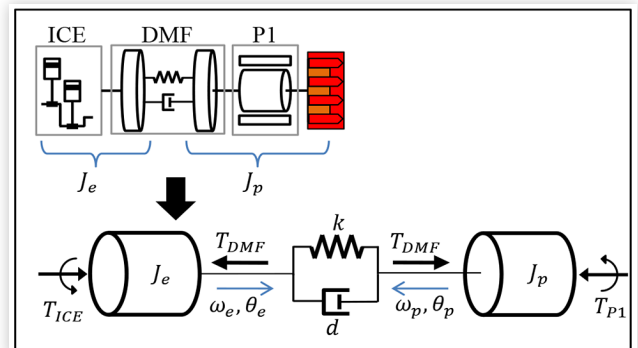 ICE DMF P1
J_e J_p
k
T_DMF T_DMF
J_e J_p
T_ICE ω_e, θ_e ω_p, θ_p T_P1
d